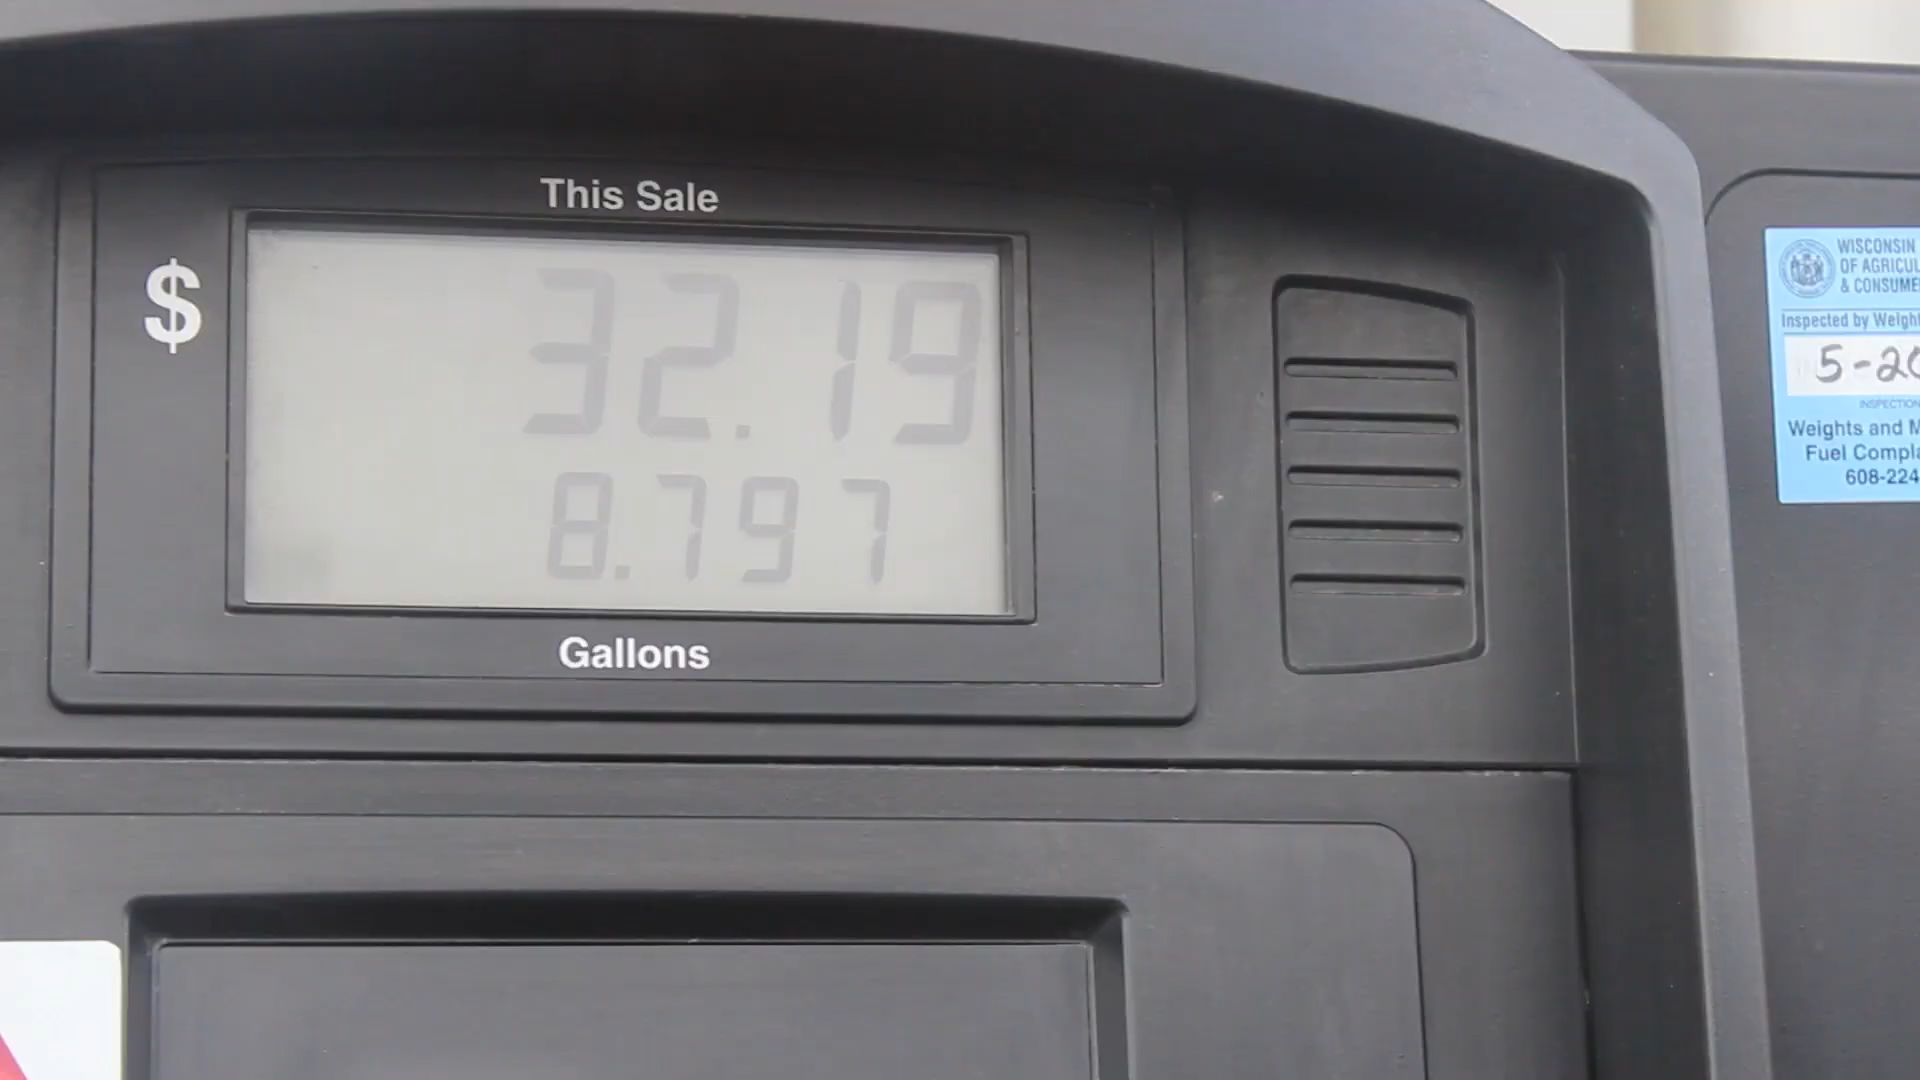 This Sale
$
32.19
8.797
Gallons
WISCONSIN
OF AGRICUL
& CONSUME
Inspected by Weigh
5-20
INSPECTION
Weights and M
Fuel Compla
608-224